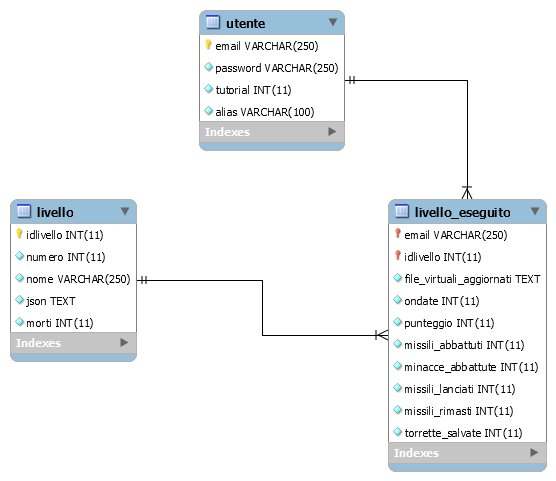 utente
email VARCHAR(250)
password VARCHAR(250)
tutorial INT(11)
alias VARCHAR(100)
Indexes
livello
idlivello INT(11)
numero INT(11)
nome VARCHAR(250)
json TEXT
morti INT(11)
Indexes
livello_eseguito
email VARCHAR(250)
idlivello INT(11)
file_virtuali_aggiornati TEXT
ondate INT(11)
punteggio INT(11)
missili_abbattuti INT(11)
minacce_abbattute INT(11)
missili_lanciati INT(11)
missili_rimasti INT(11)
torrette_salvate INT(11)
Indexes